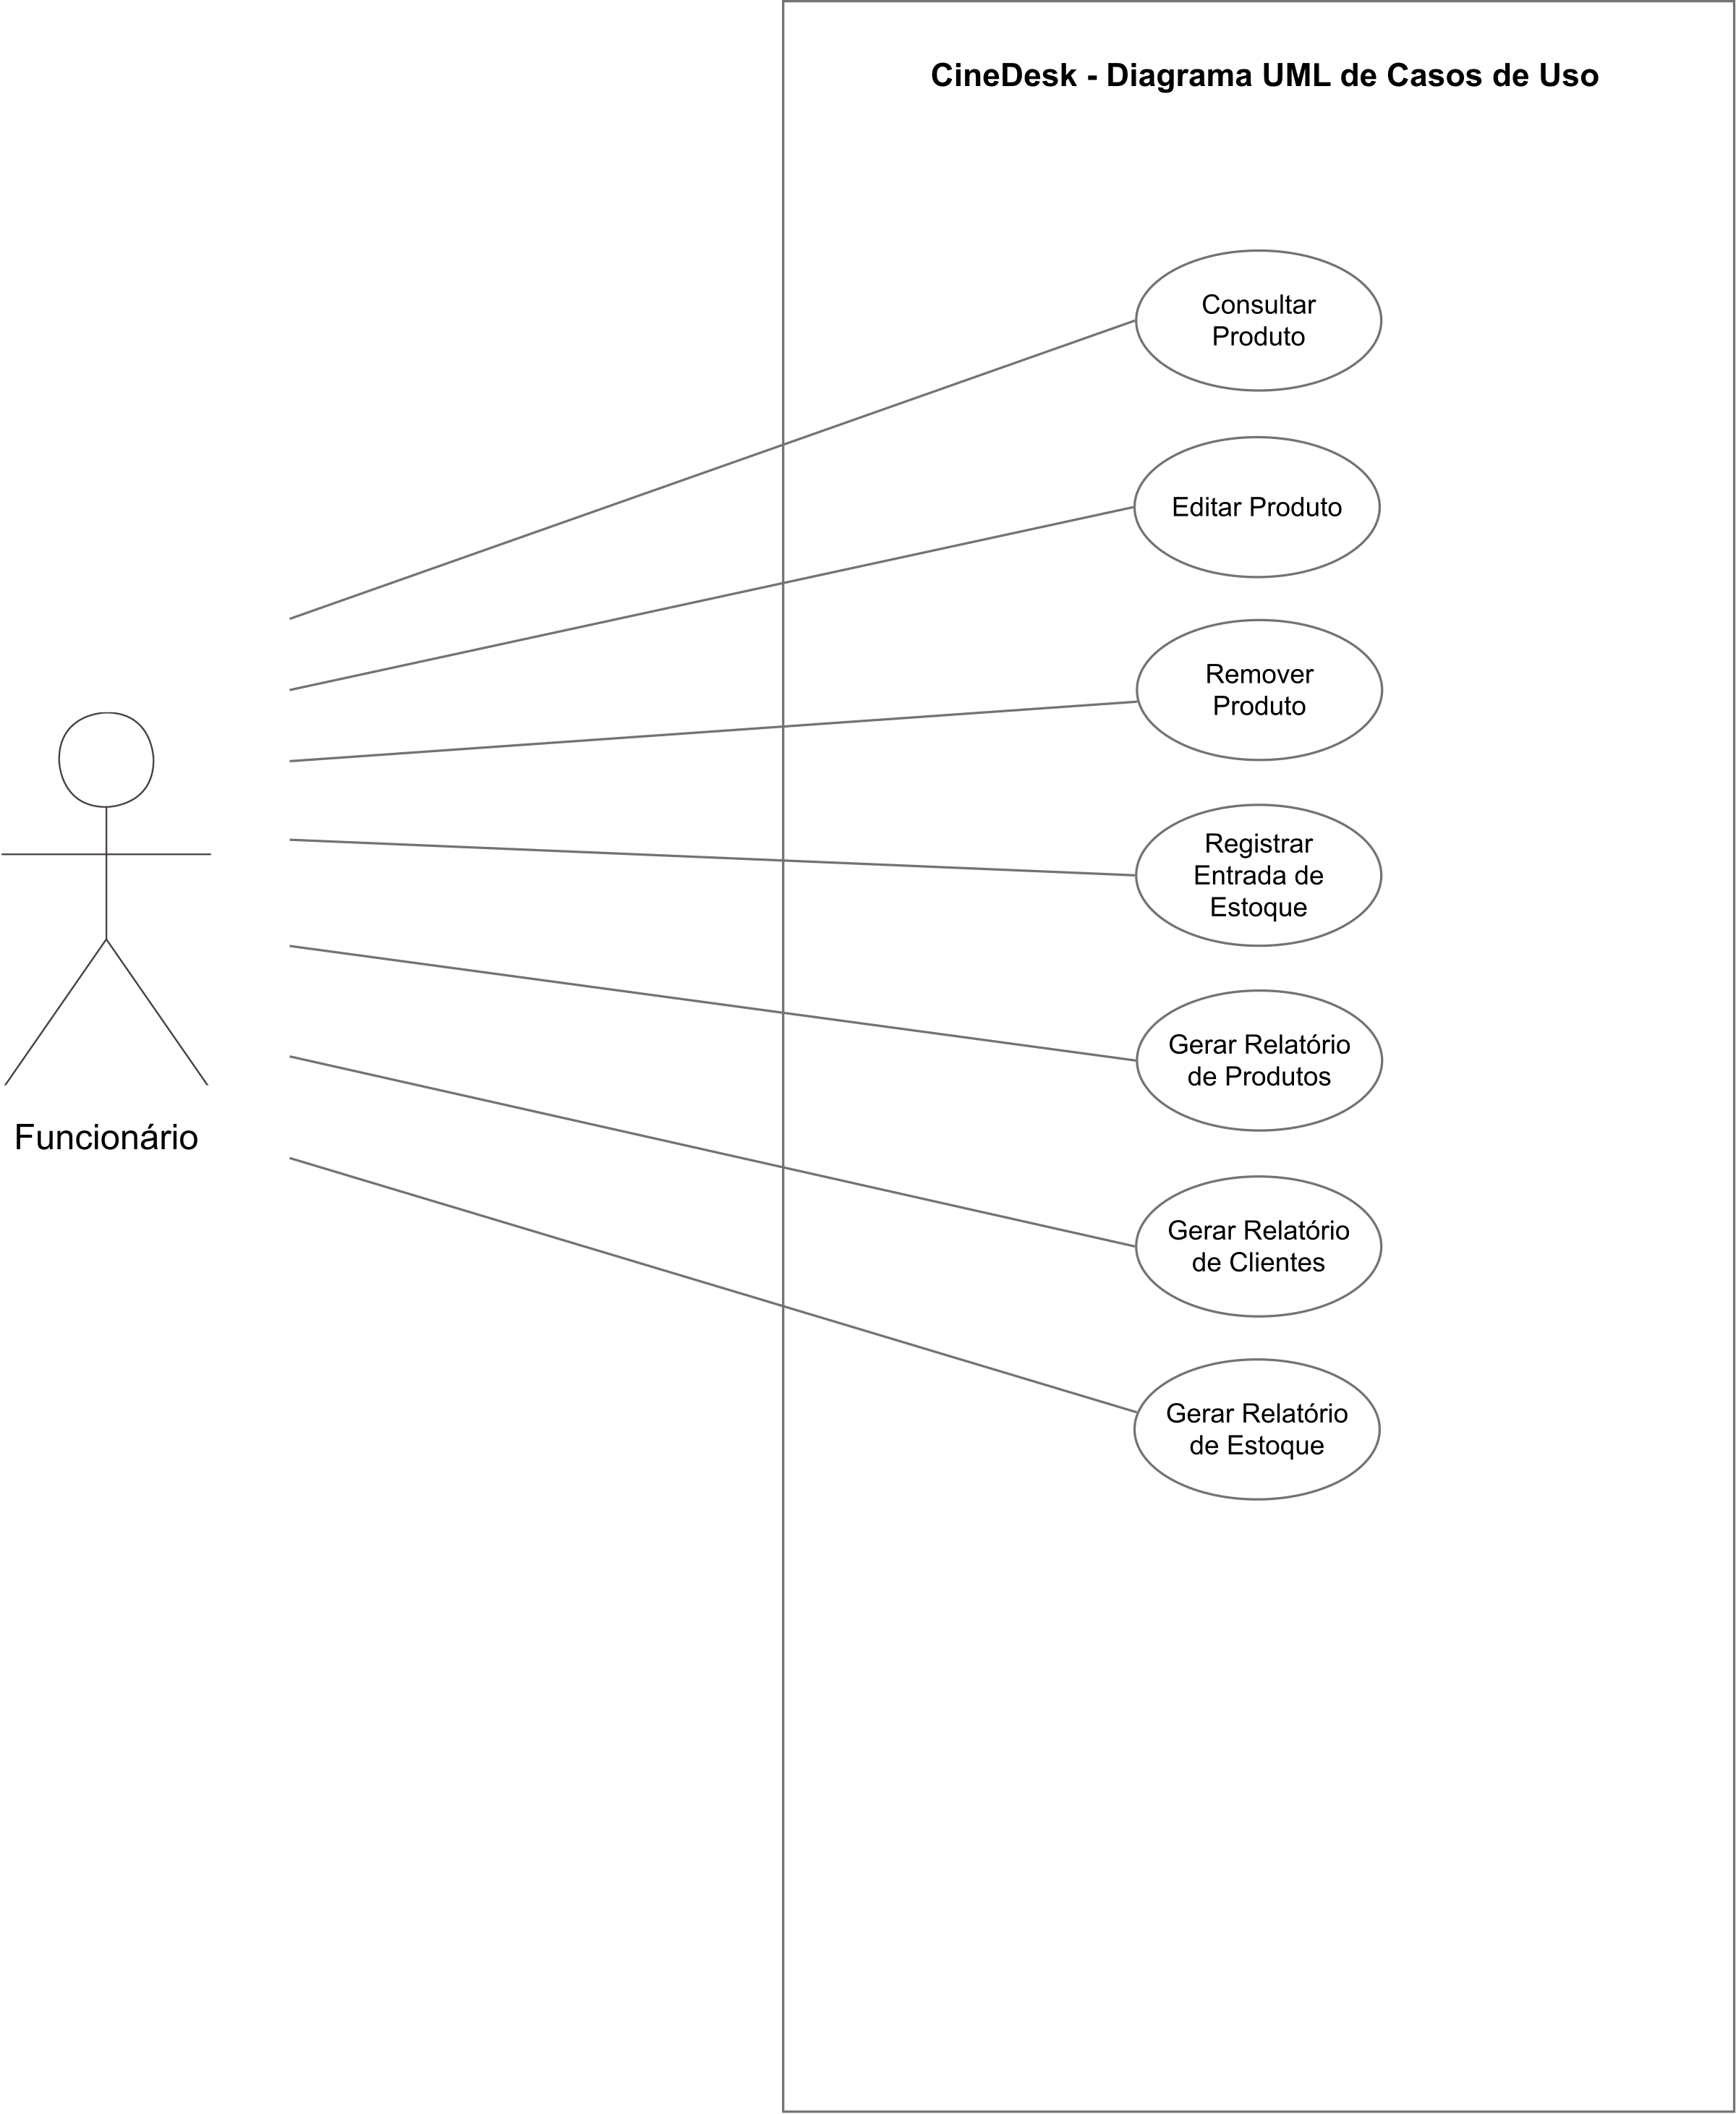 CineDesk - Diagrama UML de Casos de Uso
Consultar
Produto
Editar Produto
Remover
Produto
Registrar
Entrada de
Estoque
Gerar Relatório
de Produtos
Funcionário
Gerar Relatório
de Clientes
Gerar Relatório
de Estoque